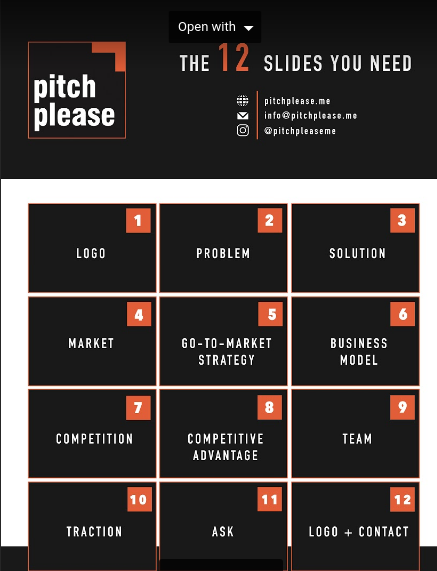 Open with
THE 12 SLIDES YOU NEED
pitch
please
pitchplease.me
info@pitchplease.me
@pitchpleaseme
1
LOGO
2
PROBLEM
3
SOLUTION
4
MARKET
5
GO-TO-MARKET
STRATEGY
6
BUSINESS
MODEL
7
COMPETITION
8
COMPETITIVE
ADVANTAGE
9
TEAM
10
TRACTION
11
ASK
12
LOGO + CONTACT